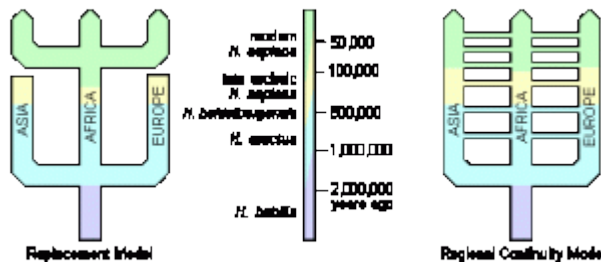 ASIA
AFRICA
EUROPE
Replacement Model
modern
H. sapiens
late archaic
H. sapiens
H. heidelbergensis
H. erectus
H. habilis
50,000
100,000
500,000
1,000,000
2,000,000
years ago
ASIA
AFRICA
EUROPE
Regional Continuity Mode